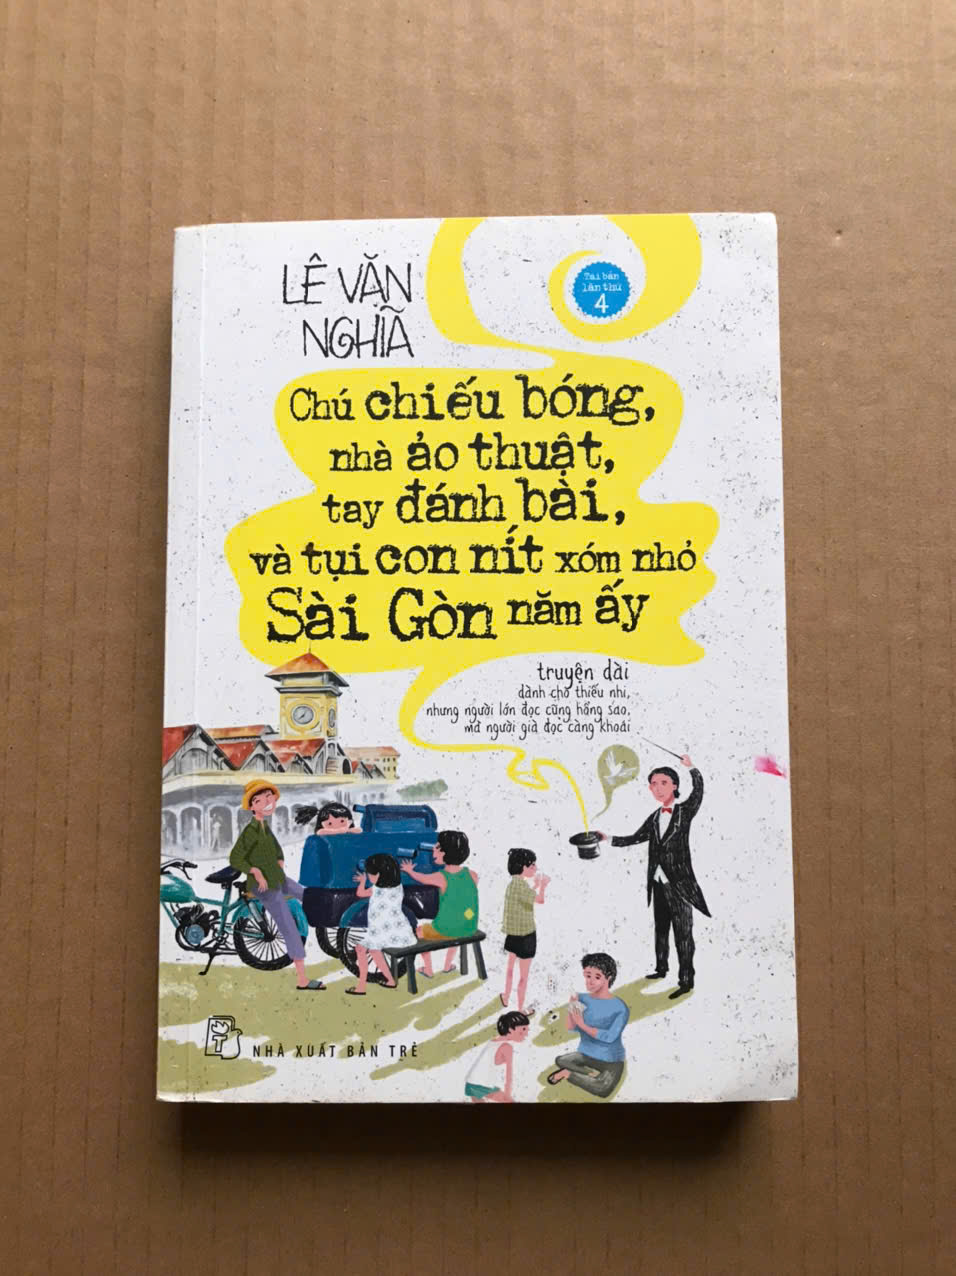 LÊ VĂN
NGHĨA
Tái bản
lần thứ
4
Chú chiếu bóng,
nhà ảo thuật,
tay đánh bài,
và tụi con nít xóm nhỏ
Sài Gòn năm ấy
truyện dài
dành cho thiếu nhi,
nhưng người lớn đọc cũng hổng sao,
mà người già đọc càng khoái
NHÀ XUẤT BẢN TRẺ